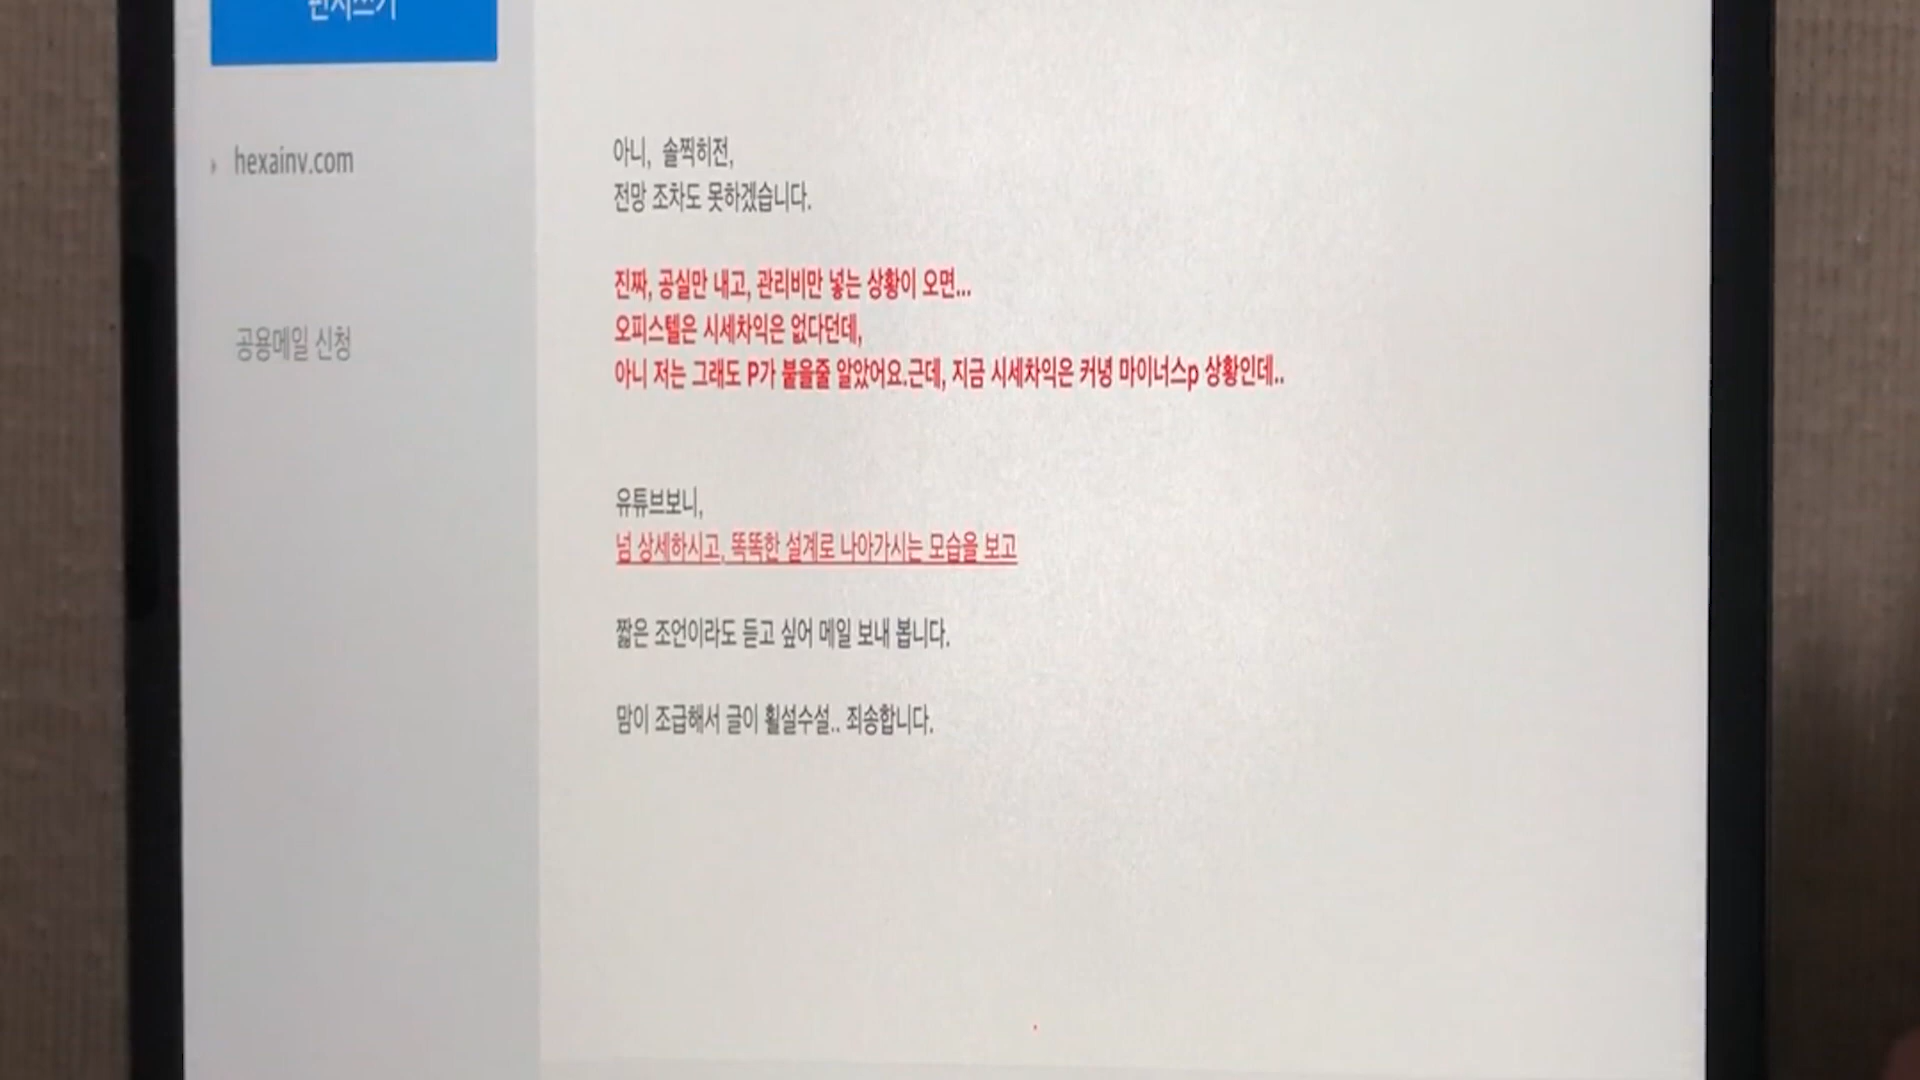 편지쓰기
hexainv.com
공용메일 신청
아니, 솔찍히전,
전망 조차도 못하겠습니다.
진짜, 공실만 내고, 관리비만 넣는 상황이 오면...
오피스텔은 시세차익은 없다던데,
아니 저는 그래도 P가 붙을줄 알았어요.근데, 지금 시세차익은 커녕 마이너스p 상황인데..
유튜브보니,
넘 상세하시고, 똑똑한 설계로 나아가시는 모습을 보고
짧은 조언이라도 듣고 싶어 메일 보내 봅니다.
맘이 조급해서 글이 횔설수설.. 죄송합니다.